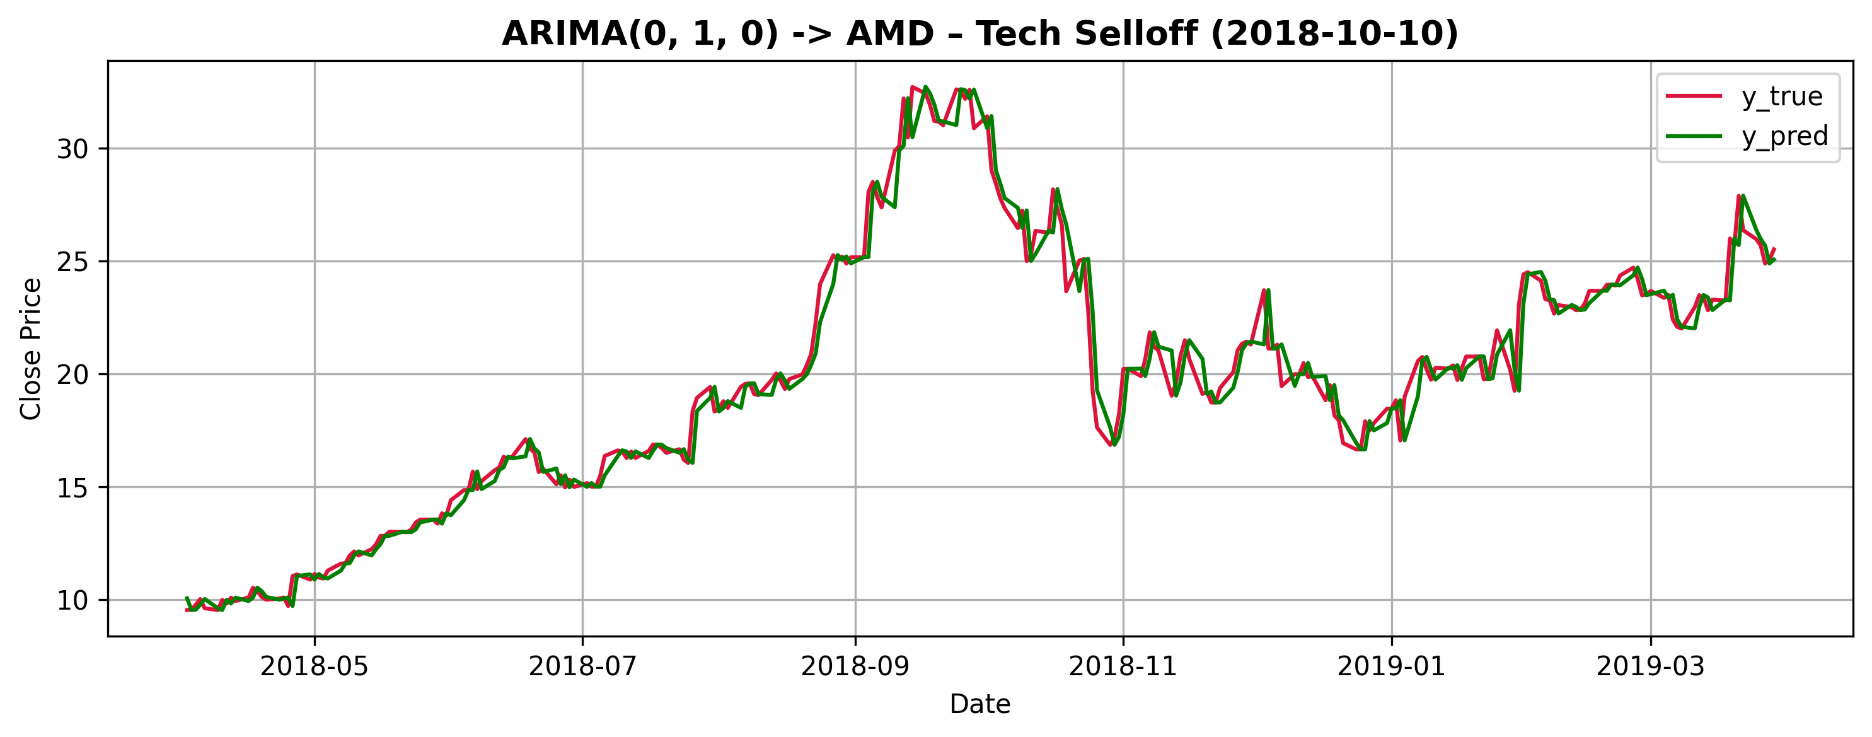 ARIMA(0, 1, 0) -> AMD – Tech Selloff (2018-10-10)
y_true
y_pred
Close Price
30
25
20
15
10
2018-05 2018-07 2018-09 2018-11 2019-01 2019-03
Date